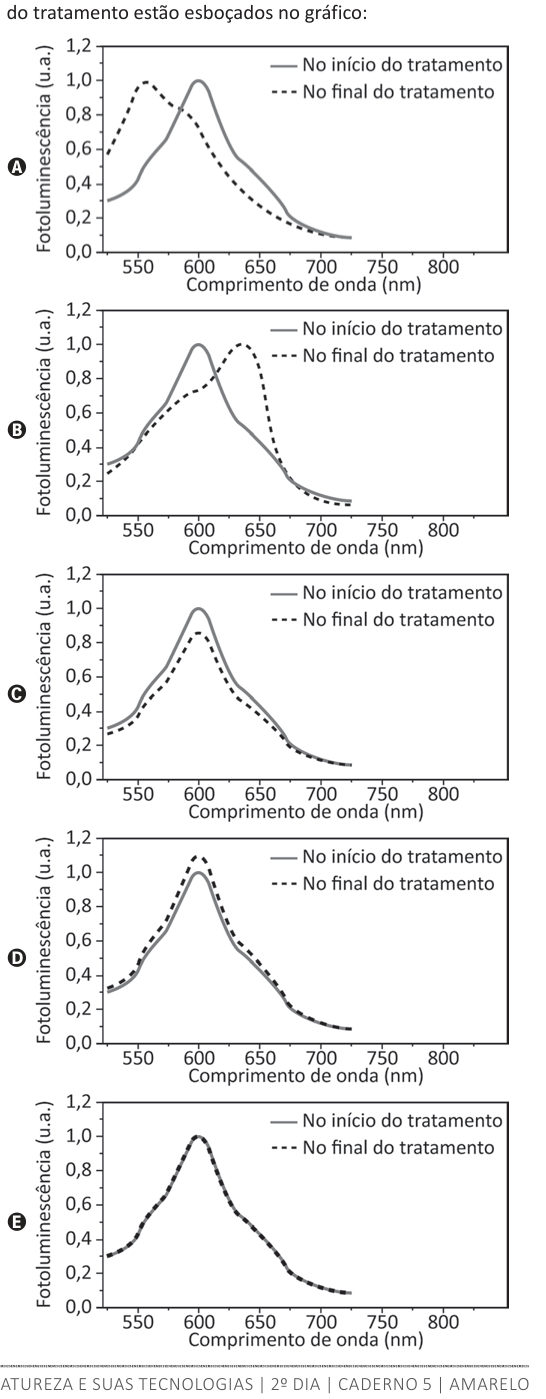 do tratamento estão esboçados no gráfico:
A
Fotoluminescência (u.a.)
1,2
1,0
0,8
0,6
0,4
0,2
0,0
No início do tratamento
No final do tratamento
550 600 650 700 750 800
Comprimento de onda (nm)
B
Fotoluminescência (u.a.)
1,2
1,0
0,8
0,6
0,4
0,2
0,0
No início do tratamento
No final do tratamento
550 600 650 700 750 800
Comprimento de onda (nm)
C
Fotoluminescência (u.a.)
1,2
1,0
0,8
0,6
0,4
0,2
0,0
No início do tratamento
No final do tratamento
550 600 650 700 750 800
Comprimento de onda (nm)
D
Fotoluminescência (u.a.)
1,2
1,0
0,8
0,6
0,4
0,2
0,0
No início do tratamento
No final do tratamento
550 600 650 700 750 800
Comprimento de onda (nm)
E
Fotoluminescência (u.a.)
1,2
1,0
0,8
0,6
0,4
0,2
0,0
No início do tratamento
No final do tratamento
550 600 650 700 750 800
Comprimento de onda (nm)
ATUREZA E SUAS TECNOLOGIAS | 2º DIA | CADERNO 5 | AMARELO